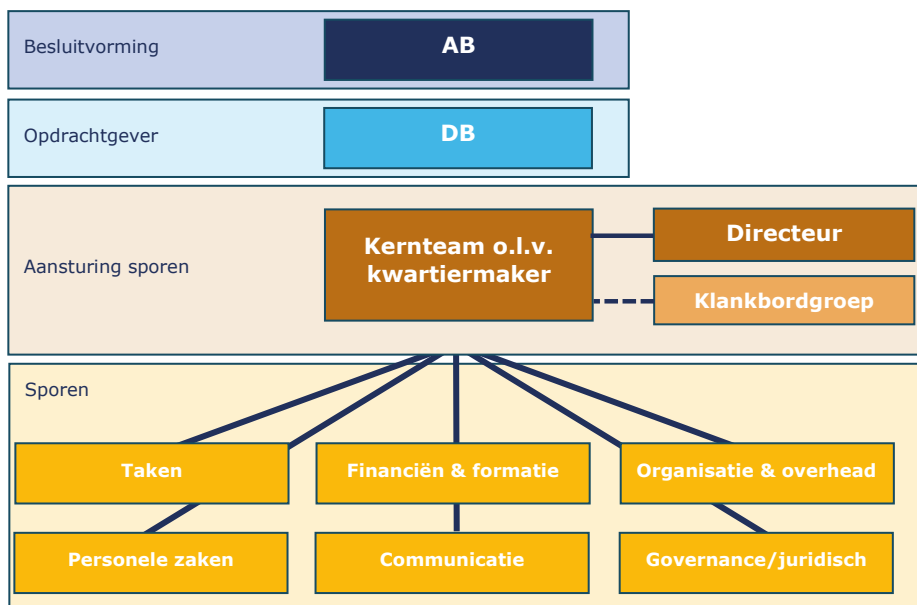 Besluitvorming
AB
Opdrachtgever
DB
Aansturing sporen
Kernteam o.l.v.
kwartiermaker
Directeur
Klankbordgroep
Sporen
Taken
Financiën & formatie
Organisatie & overhead
Personele zaken
Communicatie
Governance/juridisch